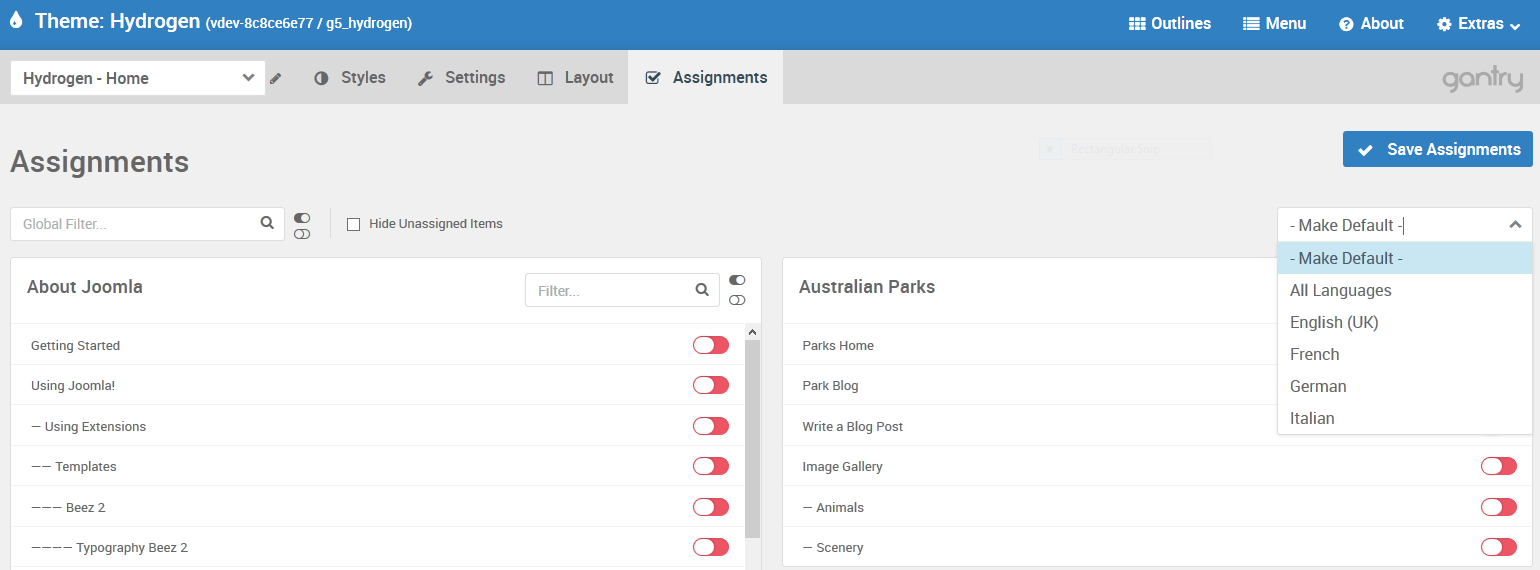 Theme: Hydrogen (vdev-8c8ce6e77 / g5_hydrogen)
Outlines
Menu
About
Extras
Hydrogen - Home
Styles
Settings
Layout
Assignments
gantry
Assignments
Rectangular Snip
Save Assignments
Global Filter...
Hide Unassigned Items
- Make Default -
- Make Default -
All Languages
English (UK)
French
German
Italian
About Joomla
Filter...
Getting Started
Using Joomla!
— Using Extensions
—— Templates
——— Beez 2
———— Typography Beez 2
Australian Parks
Parks Home
Park Blog
Write a Blog Post
Image Gallery
— Animals
— Scenery